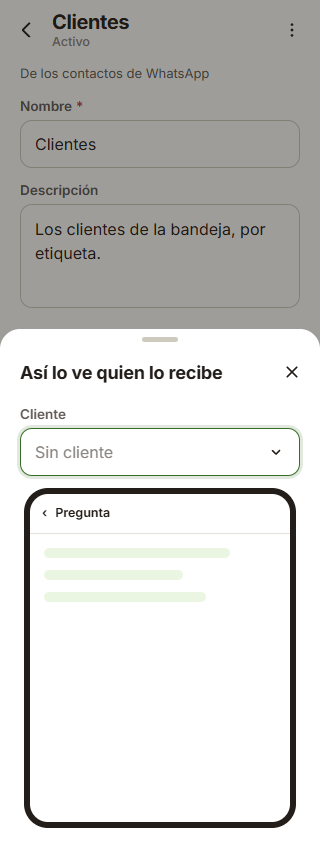 Clientes
Activo
De los contactos de WhatsApp
Nombre *
Clientes
Descripción
Los clientes de la bandeja, por
etiqueta.
Así lo ve quien lo recibe
Cliente
Sin cliente
Pregunta